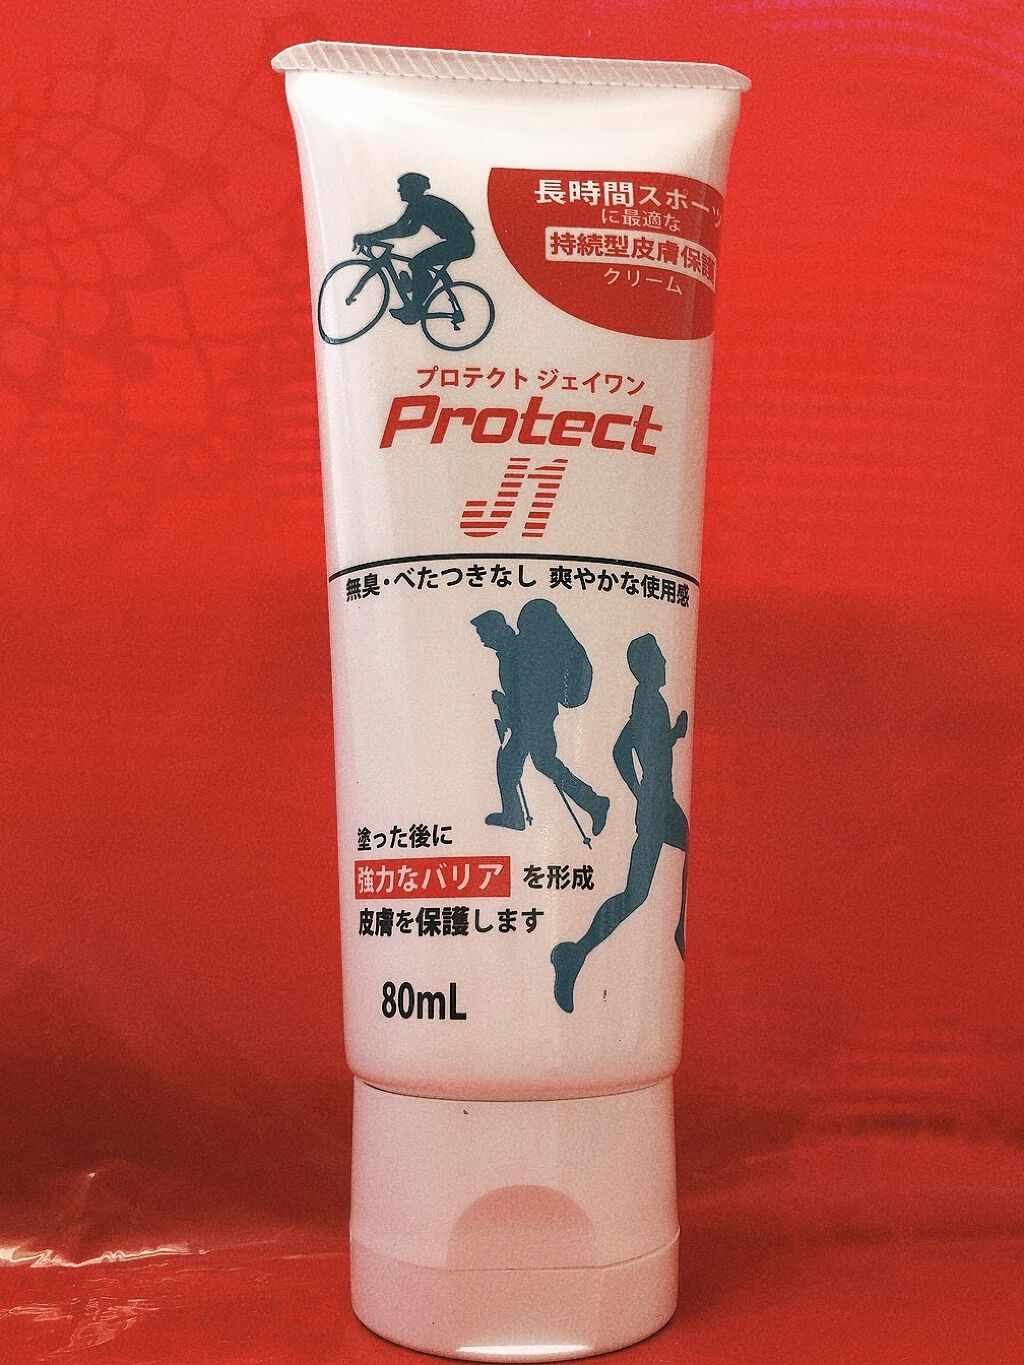 長時間スポーツ
に最適な
持続型皮膚保護
クリーム
プロテクト ジェイワン
Protect
J1
無臭・べたつきなし 爽やかな使用感
塗った後に
強力なバリア を形成
皮膚を保護します
80mL